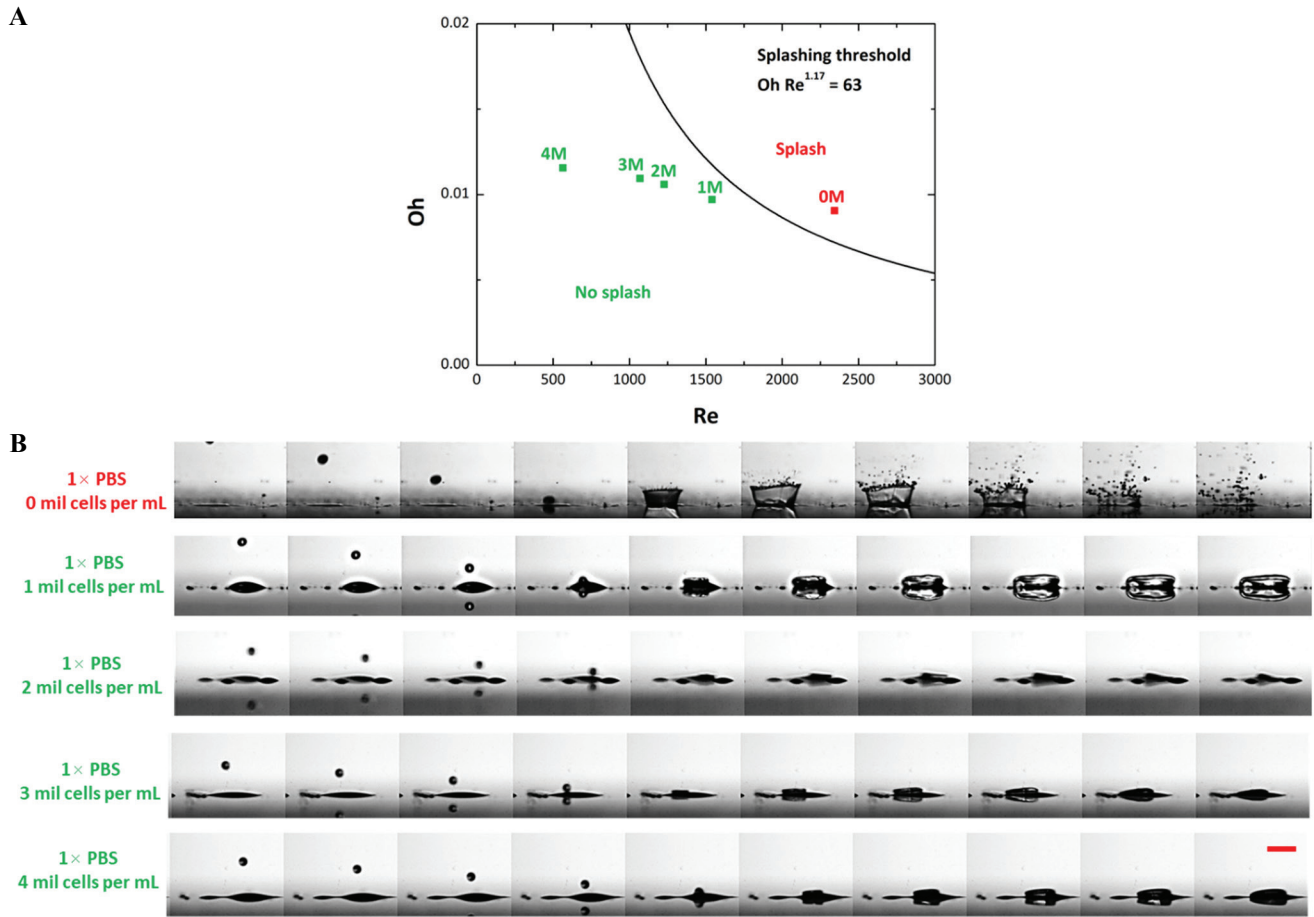 A
0.02
0.01
0.00
Oh
Splashing threshold
Oh Re^1.17 = 63
Splash
4M
3M
2M
1M
0M
No splash
0 500 1000 1500 2000 2500 3000
Re
B
1× PBS
0 mil cells per mL
1× PBS
1 mil cells per mL
1× PBS
2 mil cells per mL
1× PBS
3 mil cells per mL
1× PBS
4 mil cells per mL